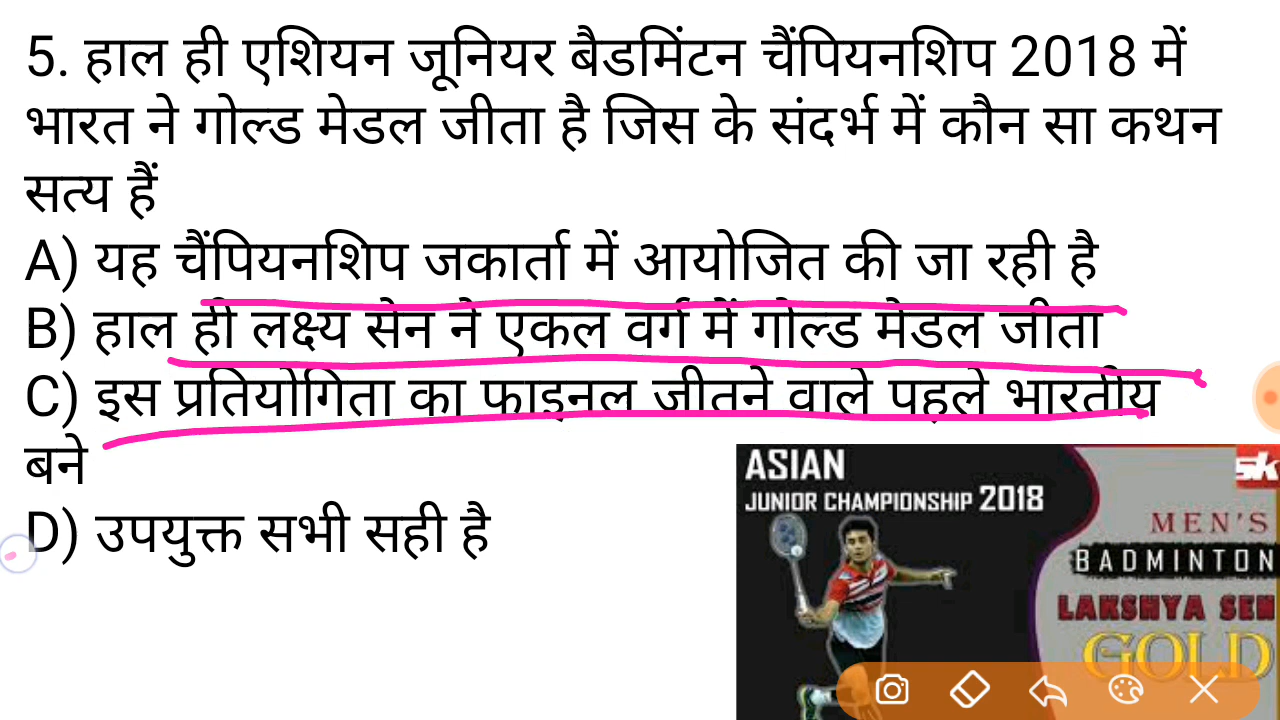 5. हाल ही एशियन जूनियर बैडमिंटन चैंपियनशिप 2018 में
भारत ने गोल्ड मेडल जीता है जिस के संदर्भ में कौन सा कथन
सत्य हैं
A) यह चैंपियनशिप जकार्ता में आयोजित की जा रही है
B) हाल ही लक्ष्य सेन ने एकल वर्ग में गोल्ड मेडल जीता
C) इस प्रतियोगिता का फाइनल जीतने वाले पहले भारतीय
बने
D) उपयुक्त सभी सही है
ASIAN
JUNIOR CHAMPIONSHIP 2018
sk
MEN'S
BADMINTON
LAKSHYA SEN
GOLD